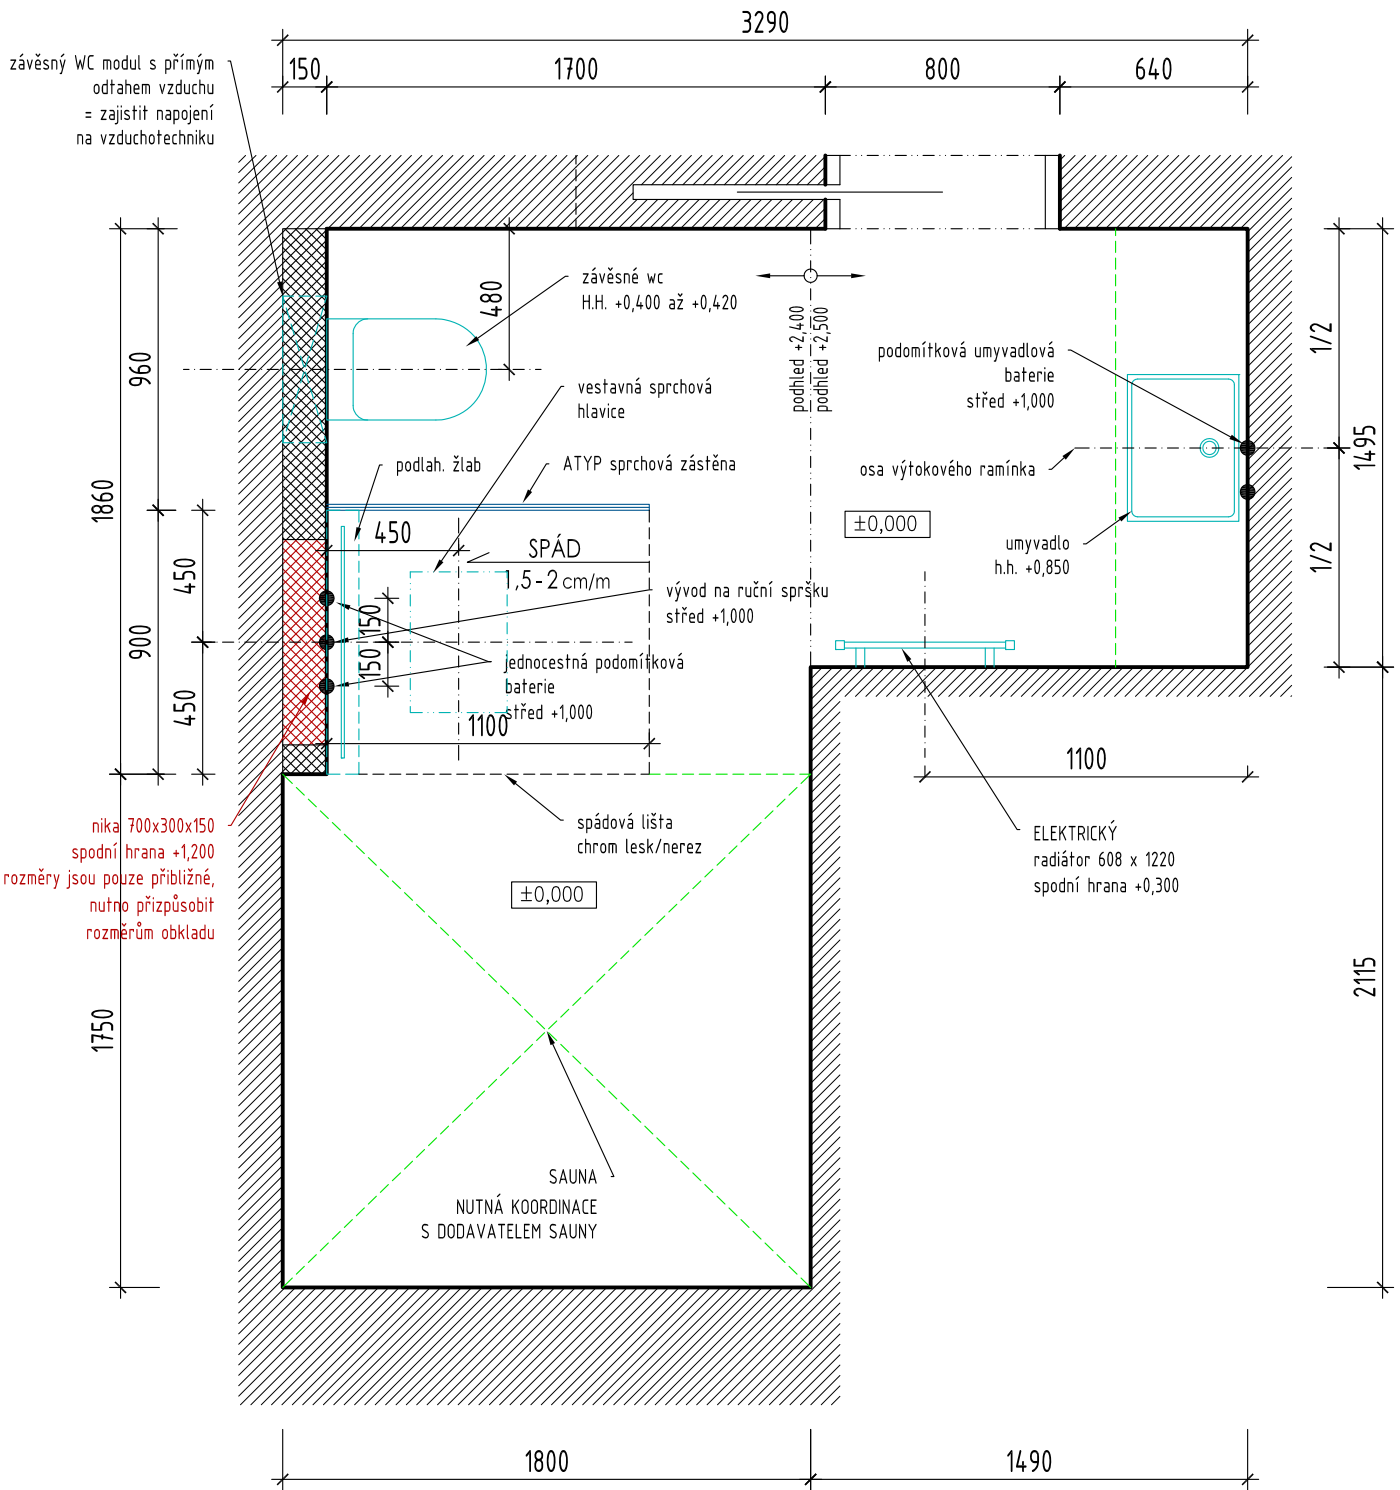 3290
150
1700
800
640
závěsný WC modul s přímým
odtahem vzduchu
= zajistit napojení
na vzduchotechniku
480
závěsné wc
H.H. +0,400 až +0,420
podhled +2,400
podhled +2,500
podomítková umyvadlová
baterie
střed +1,000
1/2
960
vestavná sprchová
hlavice
1495
podlah. žlab
ATYP sprchová zástěna
osa výtokového ramínka
1860
450
SPÁD
1,5-2 cm/m
±0,000
umyvadlo
h.h. +0,850
1/2
450
900
450
150
150
vývod na ruční spršku
střed +1,000
jednocestná podomítková
baterie
střed +1,000
1100
1100
nika 700x300x150
spodní hrana +1,200
rozměry jsou pouze přibližné,
nutno přizpůsobit
rozměrům obkladu
spádová lišta
chrom lesk/nerez
ELEKTRICKÝ
radiátor 608 x 1220
spodní hrana +0,300
±0,000
2115
1750
SAUNA
NUTNÁ KOORDINACE
S DODAVATELEM SAUNY
1800
1490